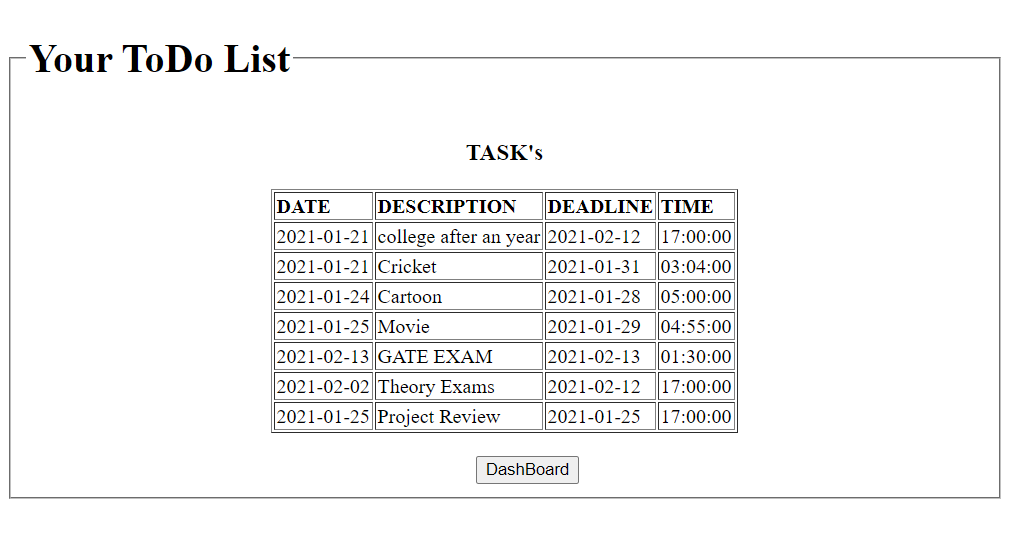 Your ToDo List
TASK's
DATE DESCRIPTION DEADLINE TIME
2021-01-21 college after an year 2021-02-12 17:00:00
2021-01-21 Cricket 2021-01-31 03:04:00
2021-01-24 Cartoon 2021-01-28 05:00:00
2021-01-25 Movie 2021-01-29 04:55:00
2021-02-13 GATE EXAM 2021-02-13 01:30:00
2021-02-02 Theory Exams 2021-02-12 17:00:00
2021-01-25 Project Review 2021-01-25 17:00:00
DashBoard